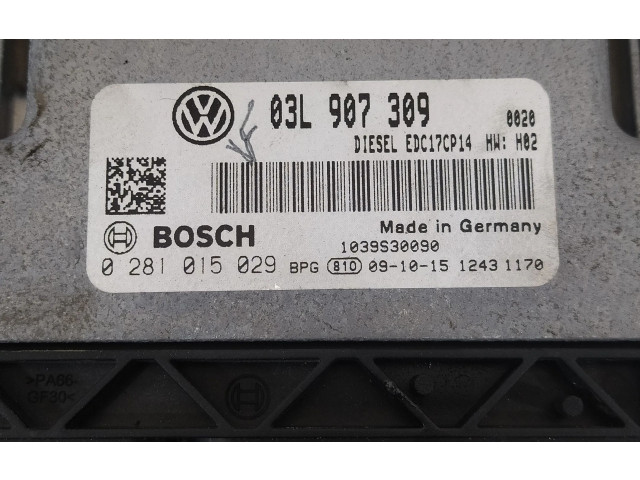 VW 03L 907 309 0020
DIESEL EDC17CP14 HW: H02
BOSCH Made in Germany
1039S30090
0 281 015 029 BPG 810 09-10-15 1243 1170
>PA66-
GF30<